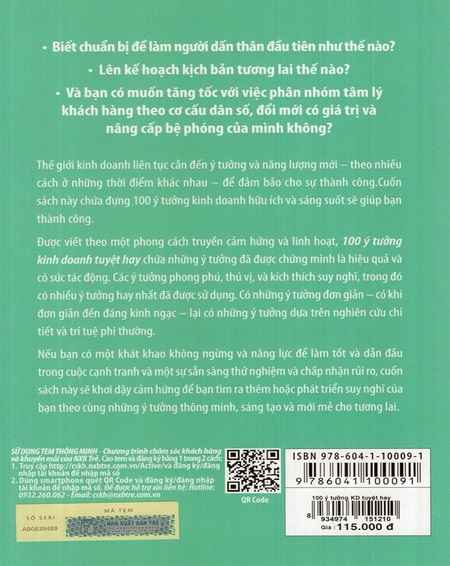 • Biết chuẩn bị để làm người dấn thân đầu tiên như thế nào?
• Lên kế hoạch kịch bản tương lai thế nào?
• Và bạn có muốn tăng tốc với việc phân nhóm tâm lý
khách hàng theo cơ cấu dân số, đổi mới có giá trị và
nâng cấp bệ phóng của mình không?
Thế giới kinh doanh liên tục cần đến ý tưởng và năng lượng mới – theo nhiều
cách ở những thời điểm khác nhau – để đảm bảo cho sự thành công.Cuốn
sách này chứa đựng 100 ý tưởng kinh doanh hữu ích và sáng suốt sẽ giúp bạn
thành công.
Được viết theo một phong cách truyền cảm hứng và linh hoạt, 100 ý tưởng
kinh doanh tuyệt hay chứa những ý tưởng đã được chứng minh là hiệu quả và
có sức tác động. Các ý tưởng phong phú, thú vị, và kích thích suy nghĩ, trong đó
có nhiều ý tưởng hay nhất đã được sử dụng. Có những ý tưởng đơn giản – có khi
đơn giản đến đáng kinh ngạc – lại có những ý tưởng dựa trên nghiên cứu chi
tiết và trí tuệ phi thường.
Nếu bạn có một khát khao không ngừng và năng lực để làm tốt và dẫn đầu
trong cuộc cạnh tranh và một sự sẵn sàng thử nghiệm và chấp nhận rủi ro, cuốn
sách này sẽ khơi dậy cảm hứng để bạn tìm ra thêm hoặc phát triển suy nghĩ của
bạn theo cùng những ý tưởng thông minh, sáng tạo và mới mẻ cho tương lai.
SỬ DỤNG TEM THÔNG MINH - Chương trình chăm sóc khách hàng
và khuyến mãi của NXB Trẻ. Cào tem và đăng ký bằng 1 trong 2 cách:
1. Truy cập http://cskh.nxbtre.com.vn/Active/và đăng ký/đăng
nhập tài khoản để nhập mã số
2. Dùng smartphone quét QR Code và đăng ký/đăng nhập
tài khoản để nhập mã số. Để được hỗ trợ xin liên hệ: Hotline:
0932.260.062 - Email: cskh@nxbtre.com.vn
QR Code
MÃ TEM
SỐ SERI
AB0839489
NHÀ XUẤT BẢN TRẺ
ISBN 978-604-1-10009-1
9 786041 100091
100 ý tưởng KD tuyệt hay
8 934974 151210
Giá : 115.000 đ